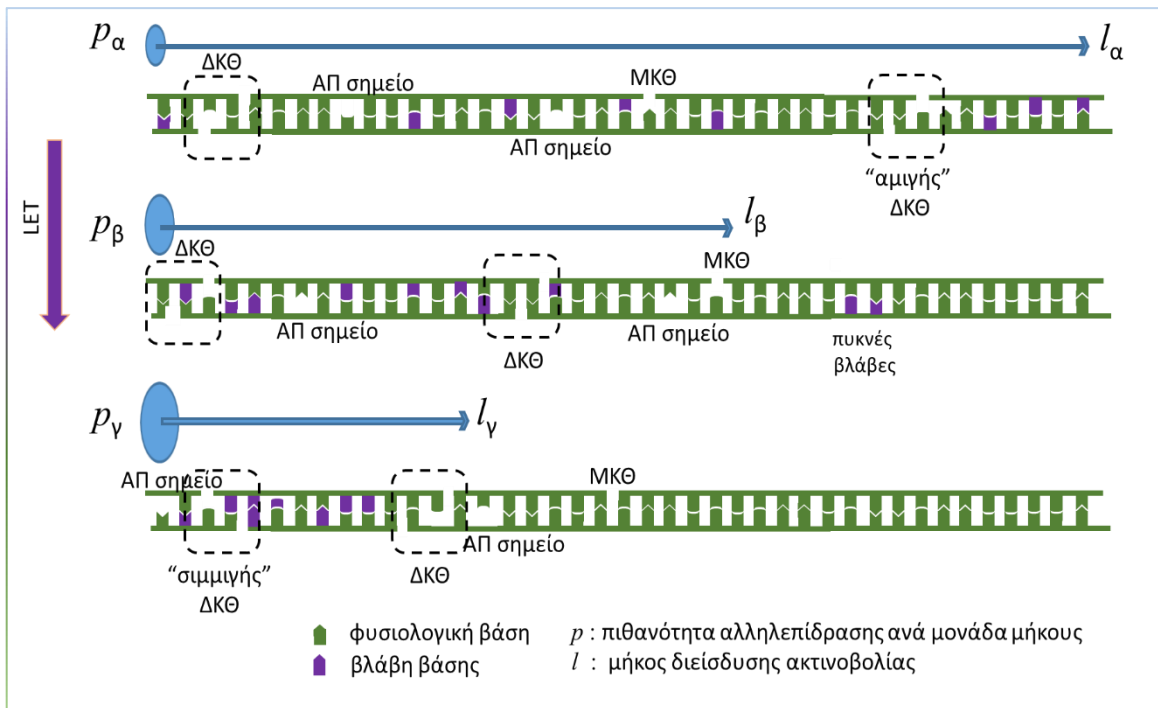 pα
lα
ΔΚΘ
ΑΠ σημείο
ΜΚΘ
ΑΠ σημείο
“αμιγής”
ΔΚΘ
LET
pβ
lβ
ΔΚΘ
ΜΚΘ
ΑΠ σημείο
ΔΚΘ
ΑΠ σημείο
πυκνές
βλάβες
pγ
lγ
ΑΠ σημείο
ΜΚΘ
ΑΠ σημείο
“σιμμιγής”
ΔΚΘ
ΔΚΘ
φυσιολογική βάση
p : πιθανότητα αλληλεπίδρασης ανά μονάδα μήκους
βλάβη βάσης
l : μήκος διείσδυσης ακτινοβολίας